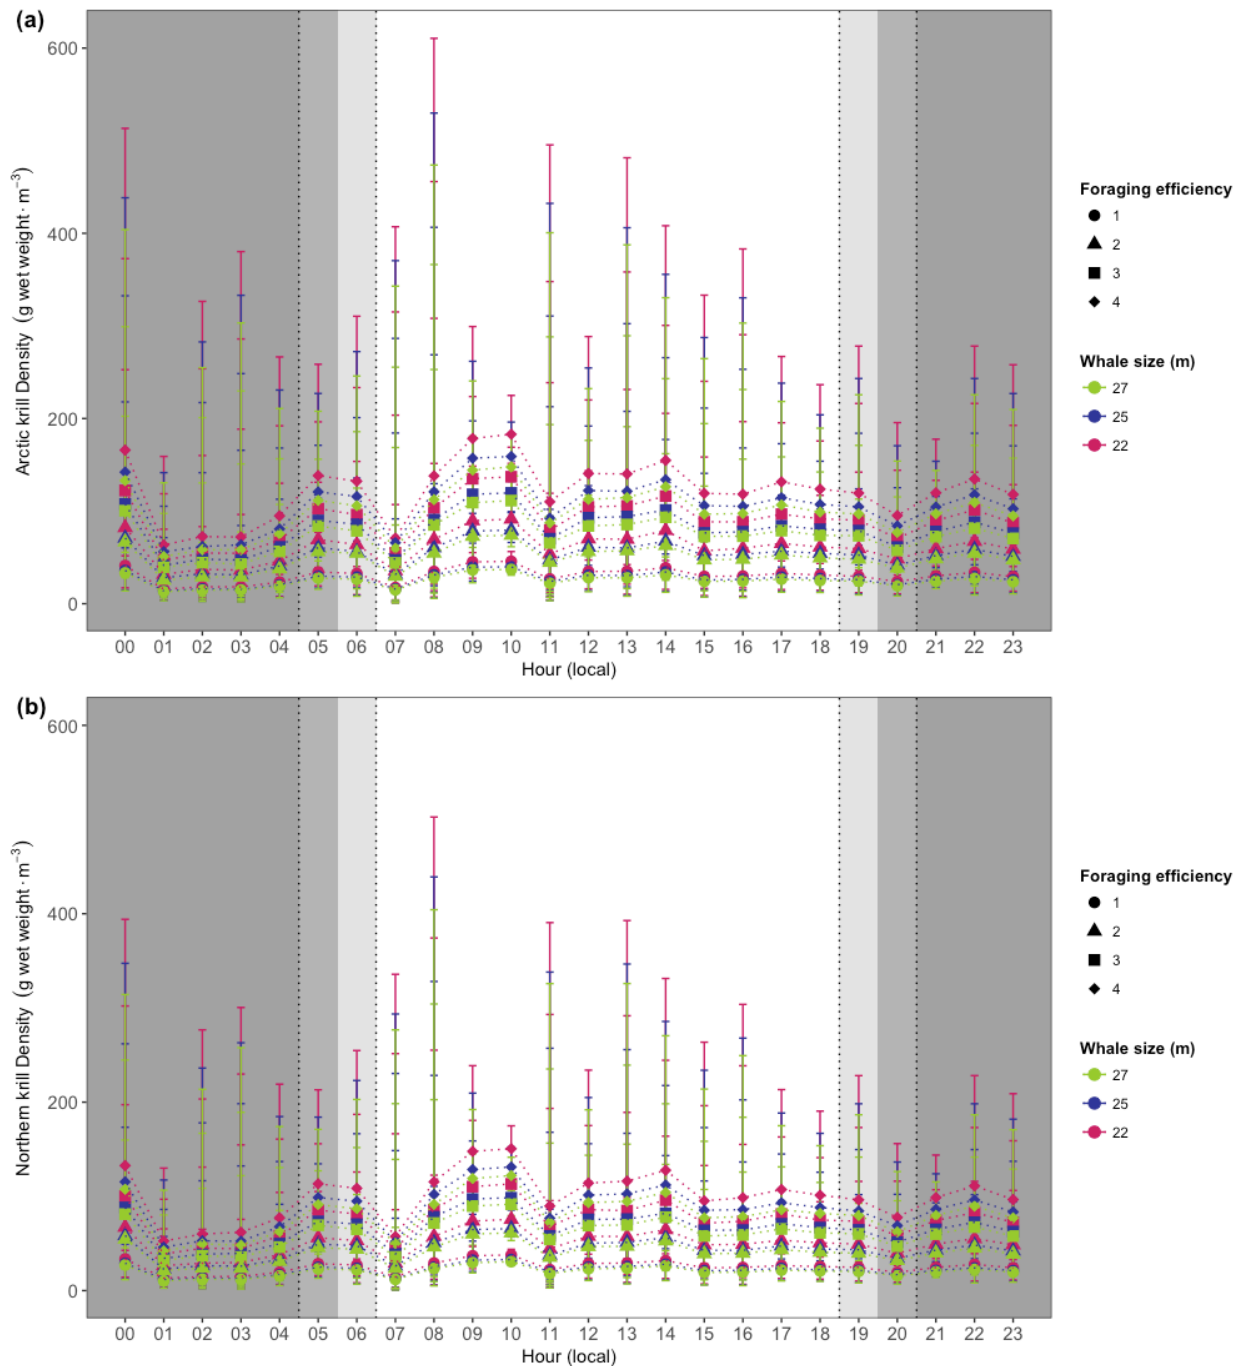 (a)
600
400
200
0
Arctic krill Density (g wet weight · m⁻³)
00 01 02 03 04 05 06 07 08 09 10 11 12 13 14 15 16 17 18 19 20 21 22 23
Hour (local)
Foraging efficiency
1
2
3
4
Whale size (m)
27
25
22
(b)
600
400
200
0
Northern krill Density (g wet weight · m⁻³)
00 01 02 03 04 05 06 07 08 09 10 11 12 13 14 15 16 17 18 19 20 21 22 23
Hour (local)
Foraging efficiency
1
2
3
4
Whale size (m)
27
25
22